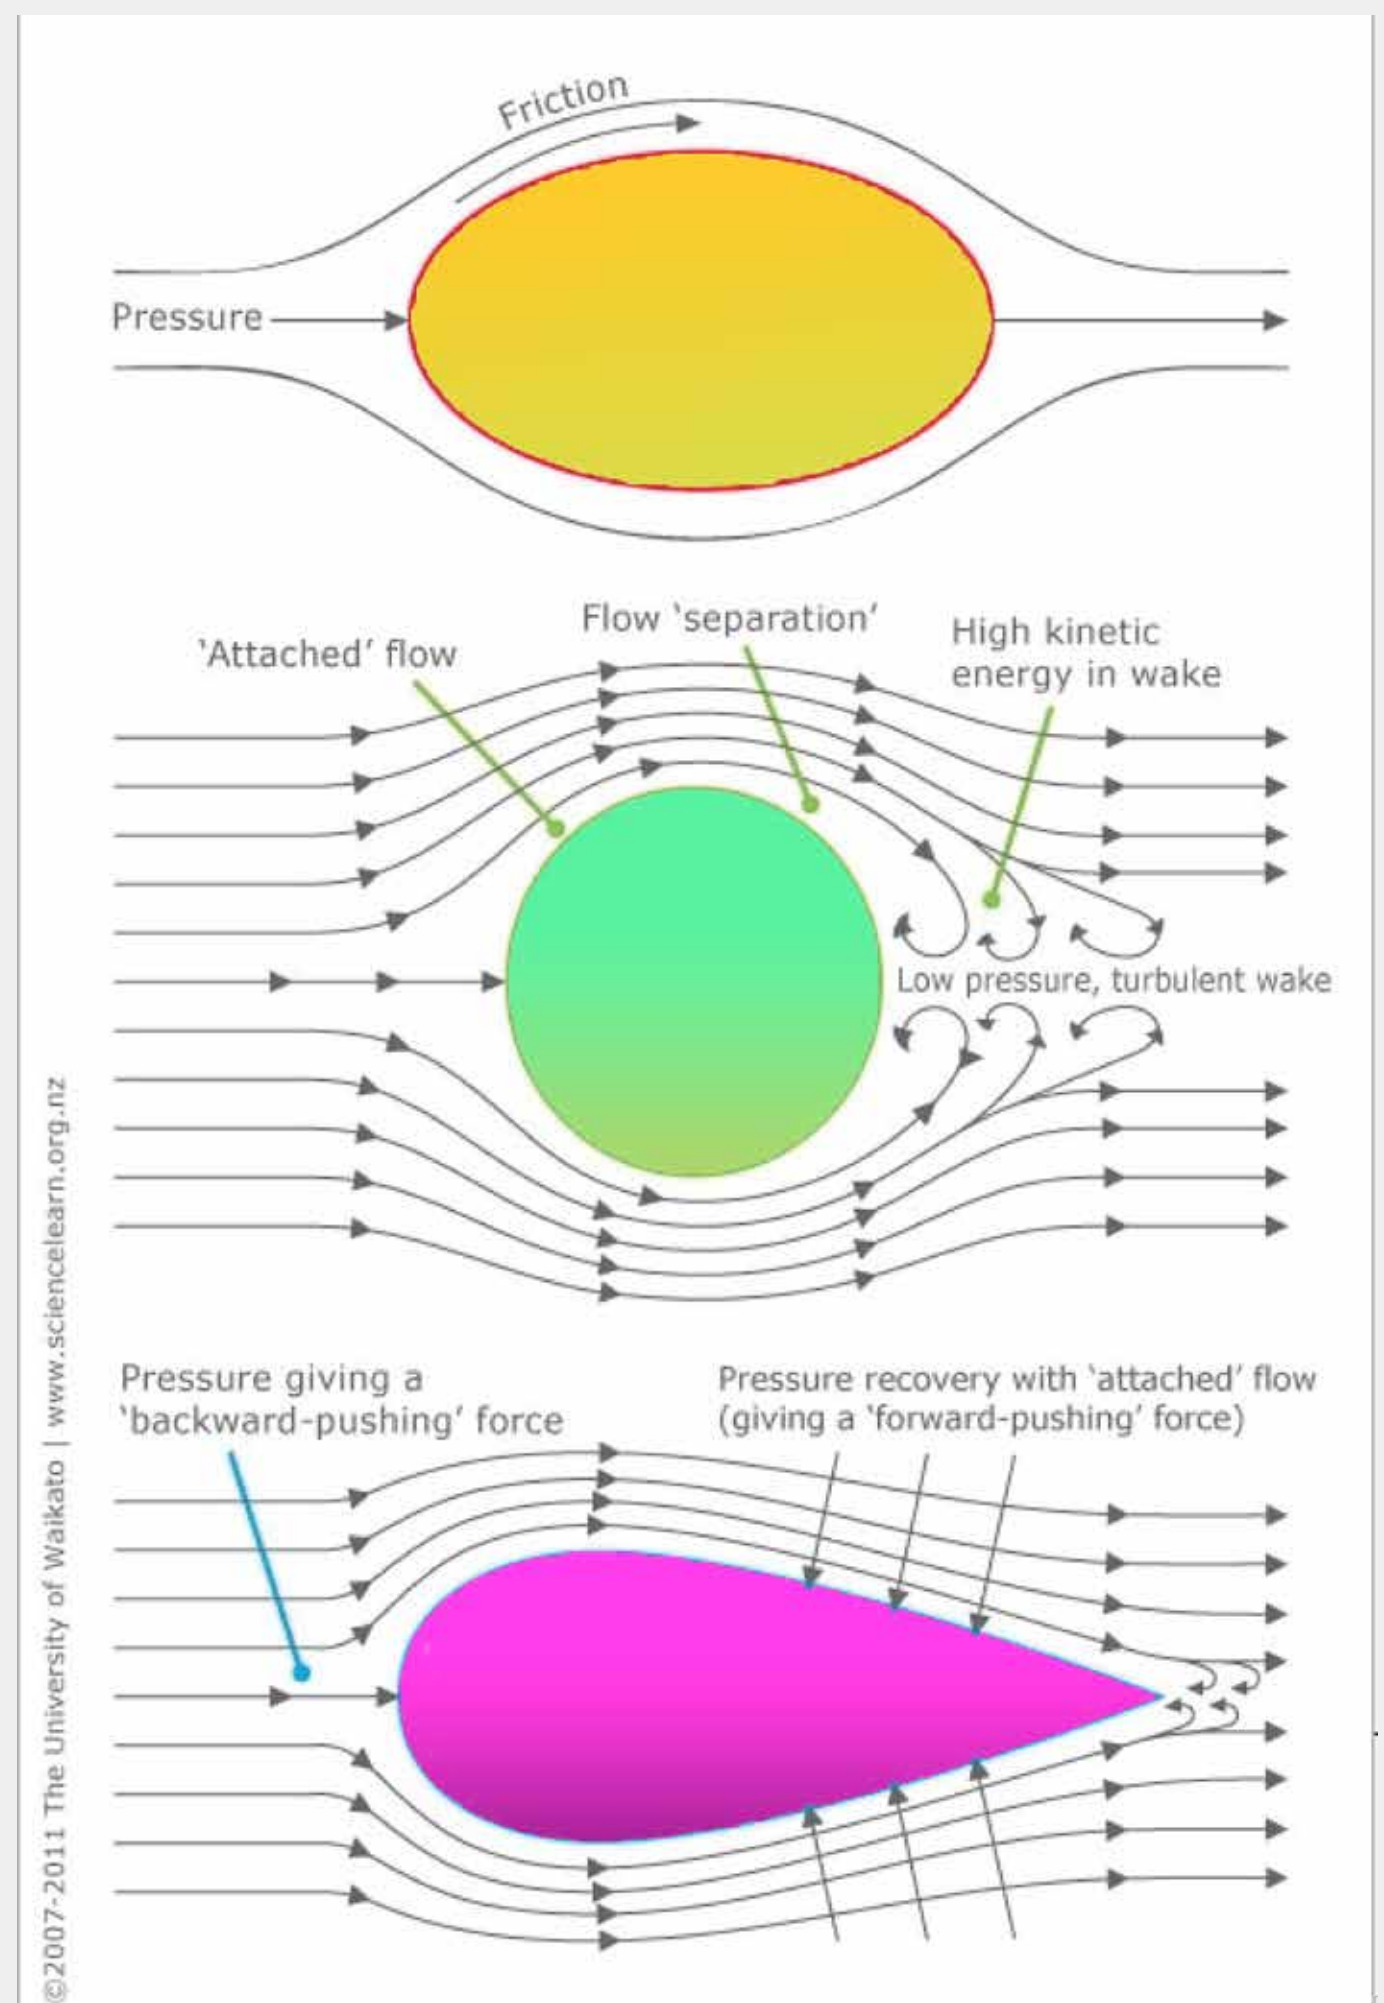 Friction
Pressure
Flow ‘separation’
‘Attached’ flow
High kinetic
energy in wake
Low pressure, turbulent wake
Pressure giving a
‘backward-pushing’ force
Pressure recovery with ‘attached’ flow
(giving a ‘forward-pushing’ force)
©2007-2011 The University of Waikato | www.sciencelearn.org.nz